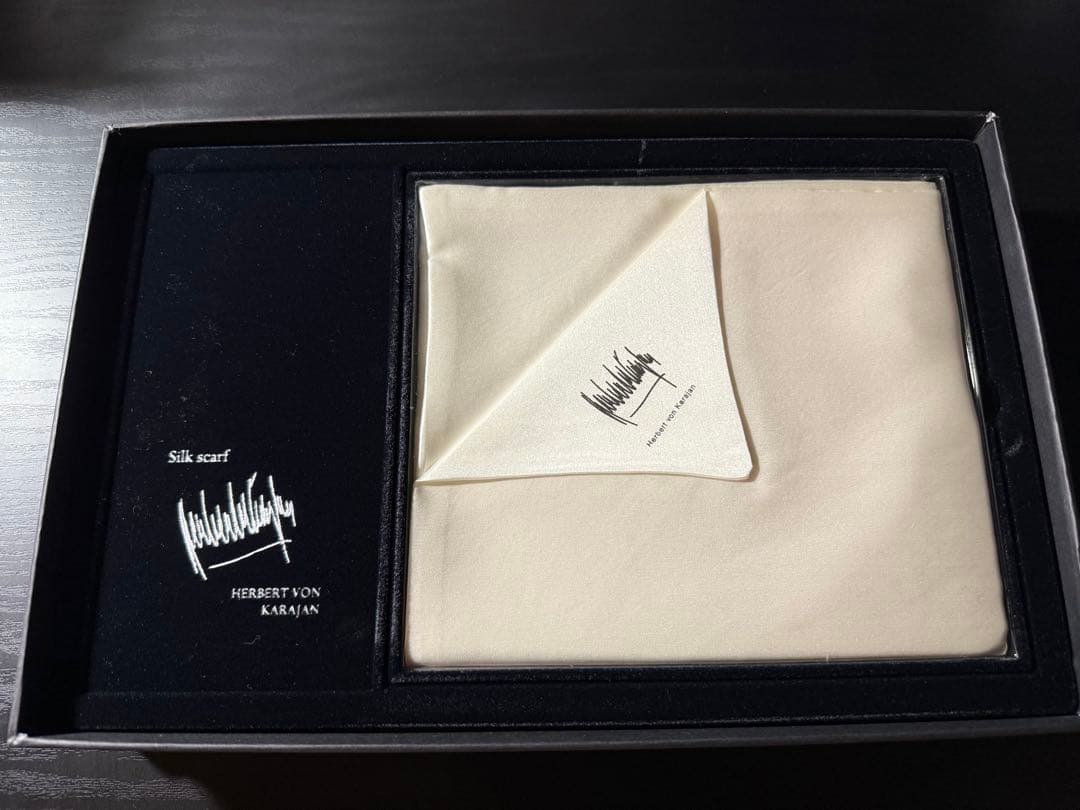 Silk scarf
HERBERT VON
KARAJAN
Herbert von Karajan